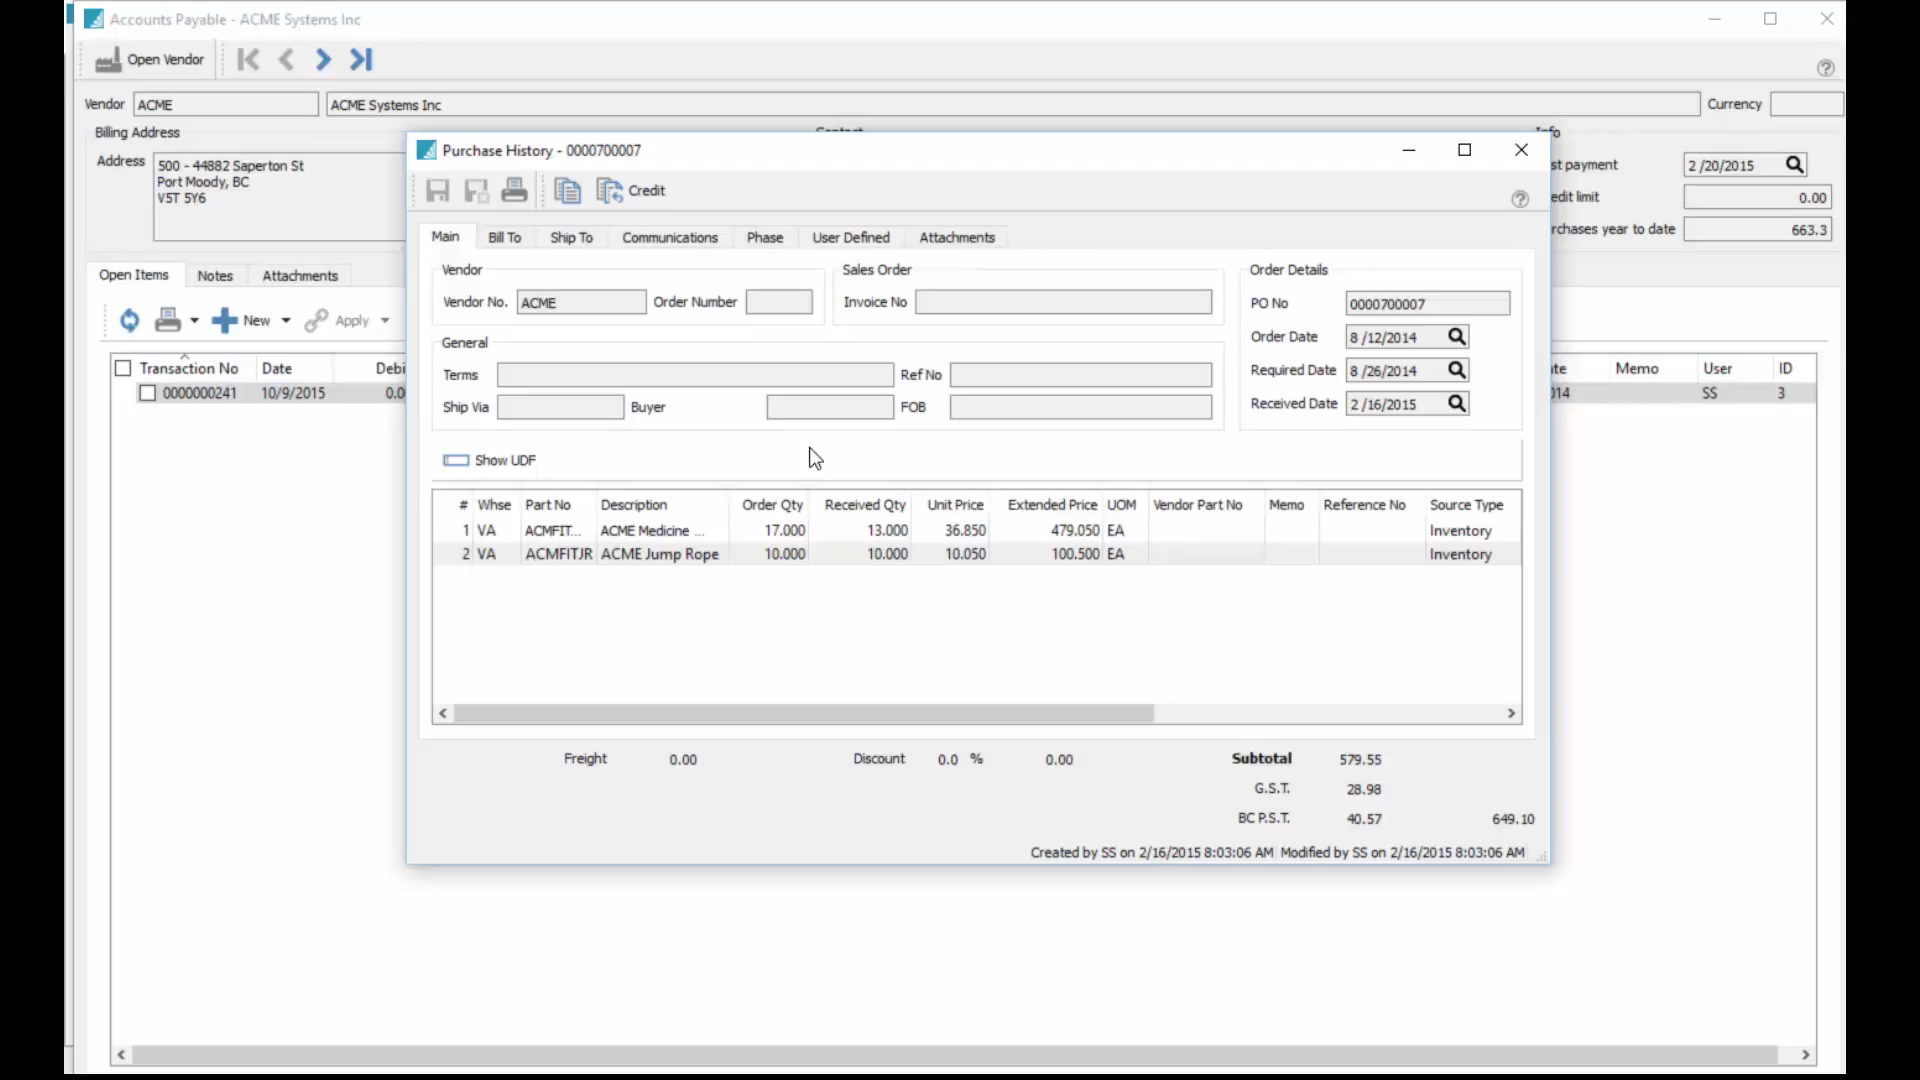 Accounts Payable - ACME Systems Inc
Open Vendor
Vendor ACME ACME Systems Inc Currency
Billing Address
Address 500 - 44882 Saperton St
Port Moody, BC
V5T 5Y6
st payment 2 /20/2015
edit limit 0.00
rchases year to date 663.3
Open Items Notes Attachments
New Apply
Transaction No Date Debi te Memo User ID
0000000241 10/9/2015 0.0 014 SS 3
Purchase History - 0000700007
Credit
Main Bill To Ship To Communications Phase User Defined Attachments
Vendor Sales Order Order Details
Vendor No. ACME Order Number Invoice No PO No 0000700007
Order Date 8 /12/2014
General
Terms Ref No Required Date 8 /26/2014
Ship Via Buyer FOB Received Date 2 /16/2015
Show UDF
# Whse Part No Description Order Qty Received Qty Unit Price Extended Price UOM Vendor Part No Memo Reference No Source Type
1 VA ACMFIT... ACME Medicine ... 17.000 13.000 36.850 479.050 EA Inventory
2 VA ACMFITJR ACME Jump Rope 10.000 10.000 10.050 100.500 EA Inventory
Freight 0.00 Discount 0.0 % 0.00 Subtotal 579.55
G.S.T. 28.98
BC P.S.T. 40.57 649.10
Created by SS on 2/16/2015 8:03:06 AM Modified by SS on 2/16/2015 8:03:06 AM